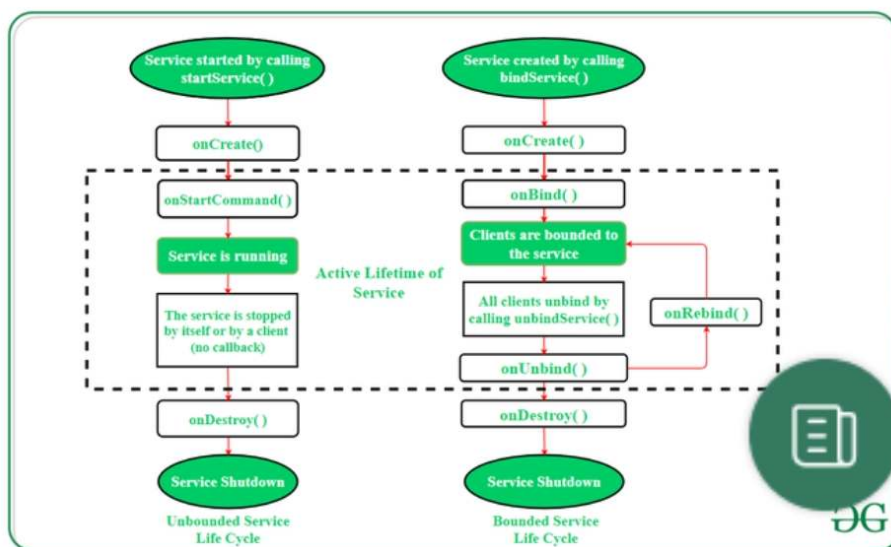 Service started by calling
startService( )
onCreate()
onStartCommand( )
Service is running
The service is stopped
by itself or by a client
(no callback)
onDestroy( )
Service Shutdown
Unbounded Service
Life Cycle
Active Lifetime of
Service
Service created by calling
bindService( )
onCreate( )
onBind( )
Clients are bounded to
the service
All clients unbind by
calling unbindService( )
onRebind( )
onUnbind( )
onDestroy( )
Service Shutdown
Bounded Service
Life Cycle